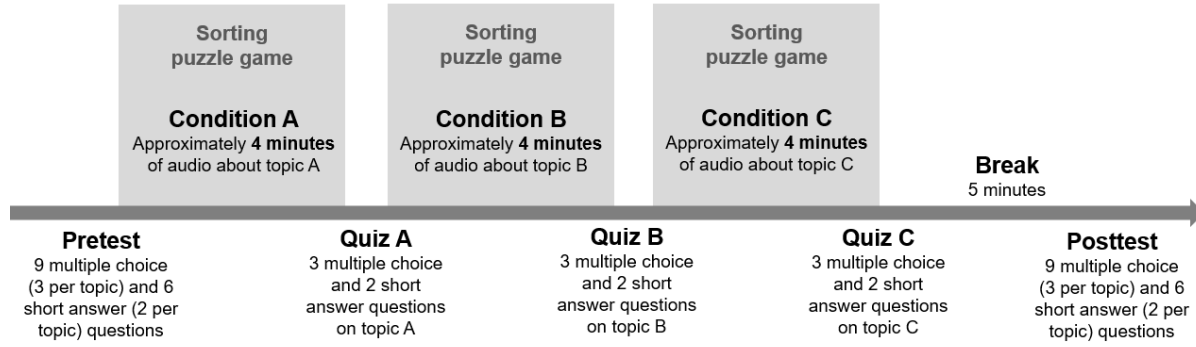 Sorting
puzzle game
Condition A
Approximately 4 minutes
of audio about topic A
Sorting
puzzle game
Condition B
Approximately 4 minutes
of audio about topic B
Sorting
puzzle game
Condition C
Approximately 4 minutes
of audio about topic C
Break
5 minutes
Pretest
9 multiple choice
(3 per topic) and 6
short answer (2 per
topic) questions
Quiz A
3 multiple choice
and 2 short
answer questions
on topic A
Quiz B
3 multiple choice
and 2 short
answer questions
on topic B
Quiz C
3 multiple choice
and 2 short
answer questions
on topic C
Posttest
9 multiple choice
(3 per topic) and 6
short answer (2 per
topic) questions